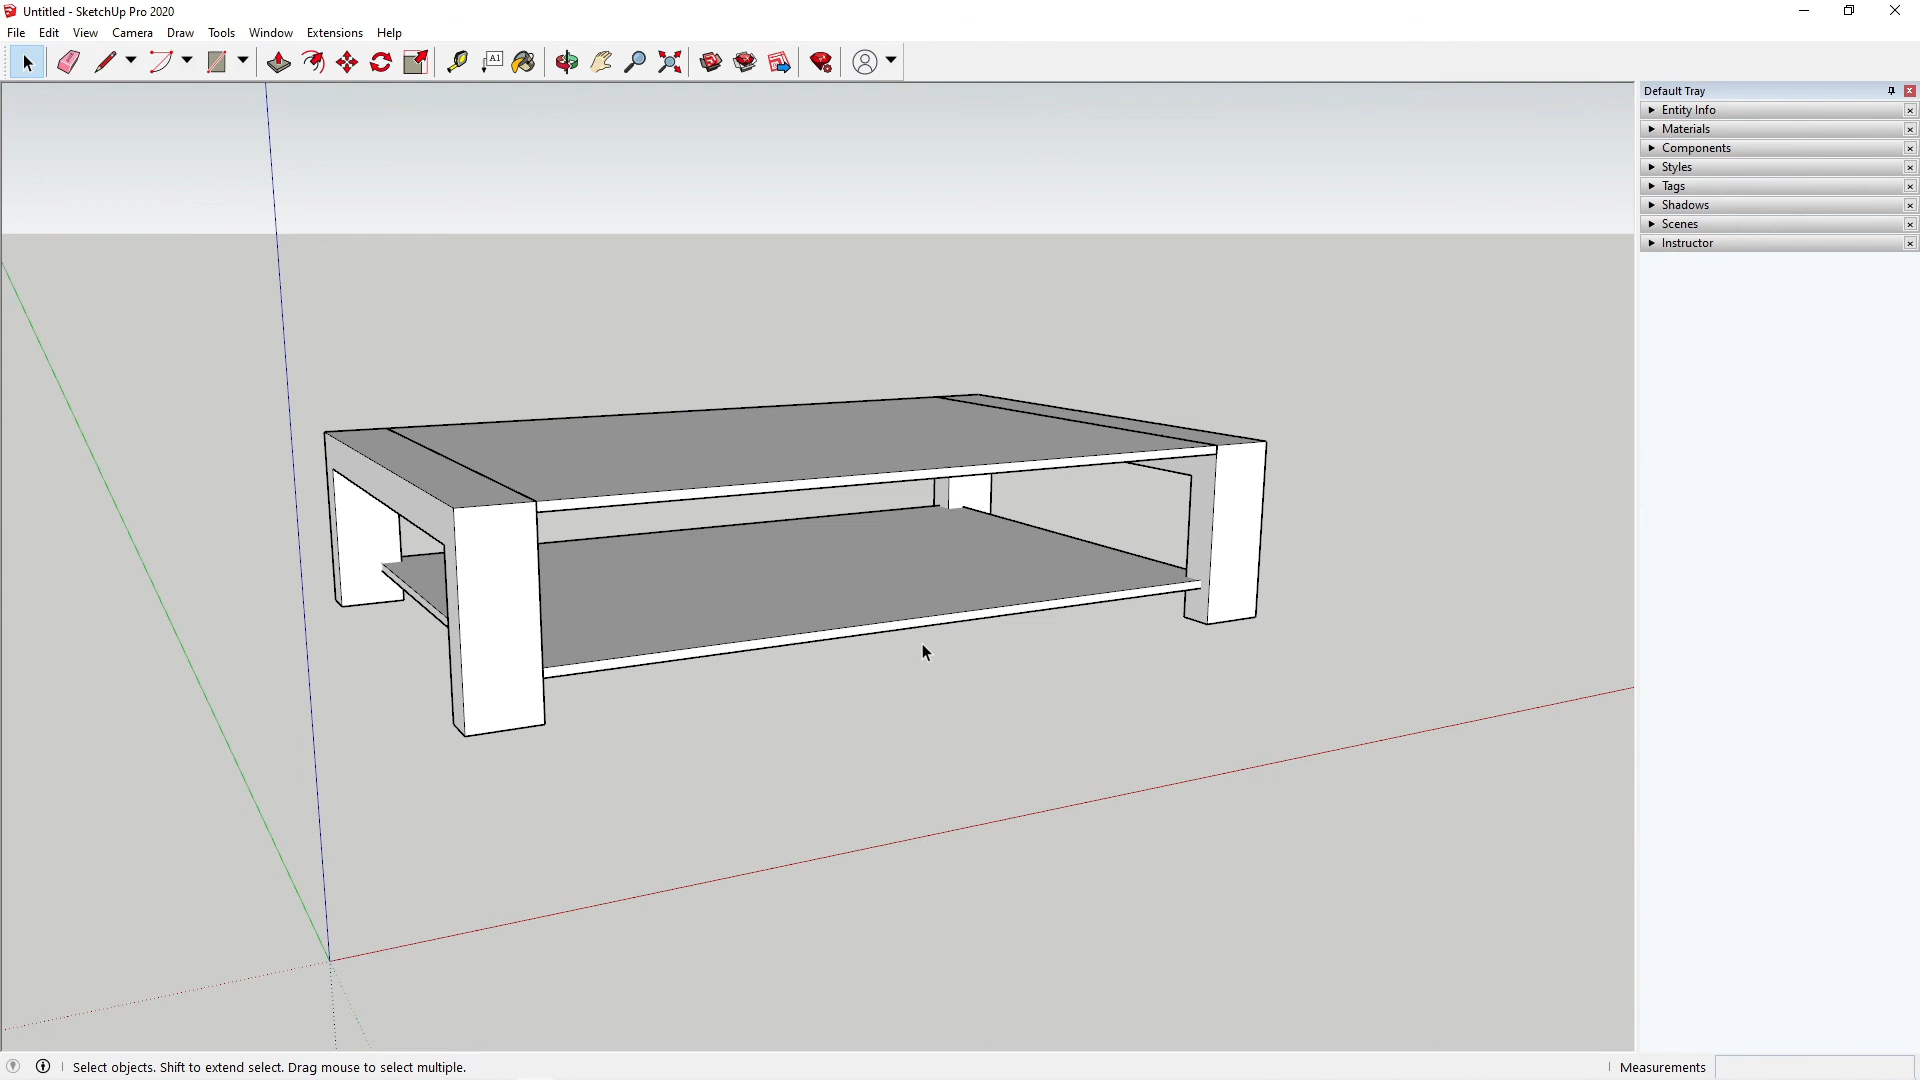 Untitled - SketchUp Pro 2020
File Edit View Camera Draw Tools Window Extensions Help
A1
Default Tray
Entity Info
Materials
Components
Styles
Tags
Shadows
Scenes
Instructor
Select objects. Shift to extend select. Drag mouse to select multiple.
Measurements